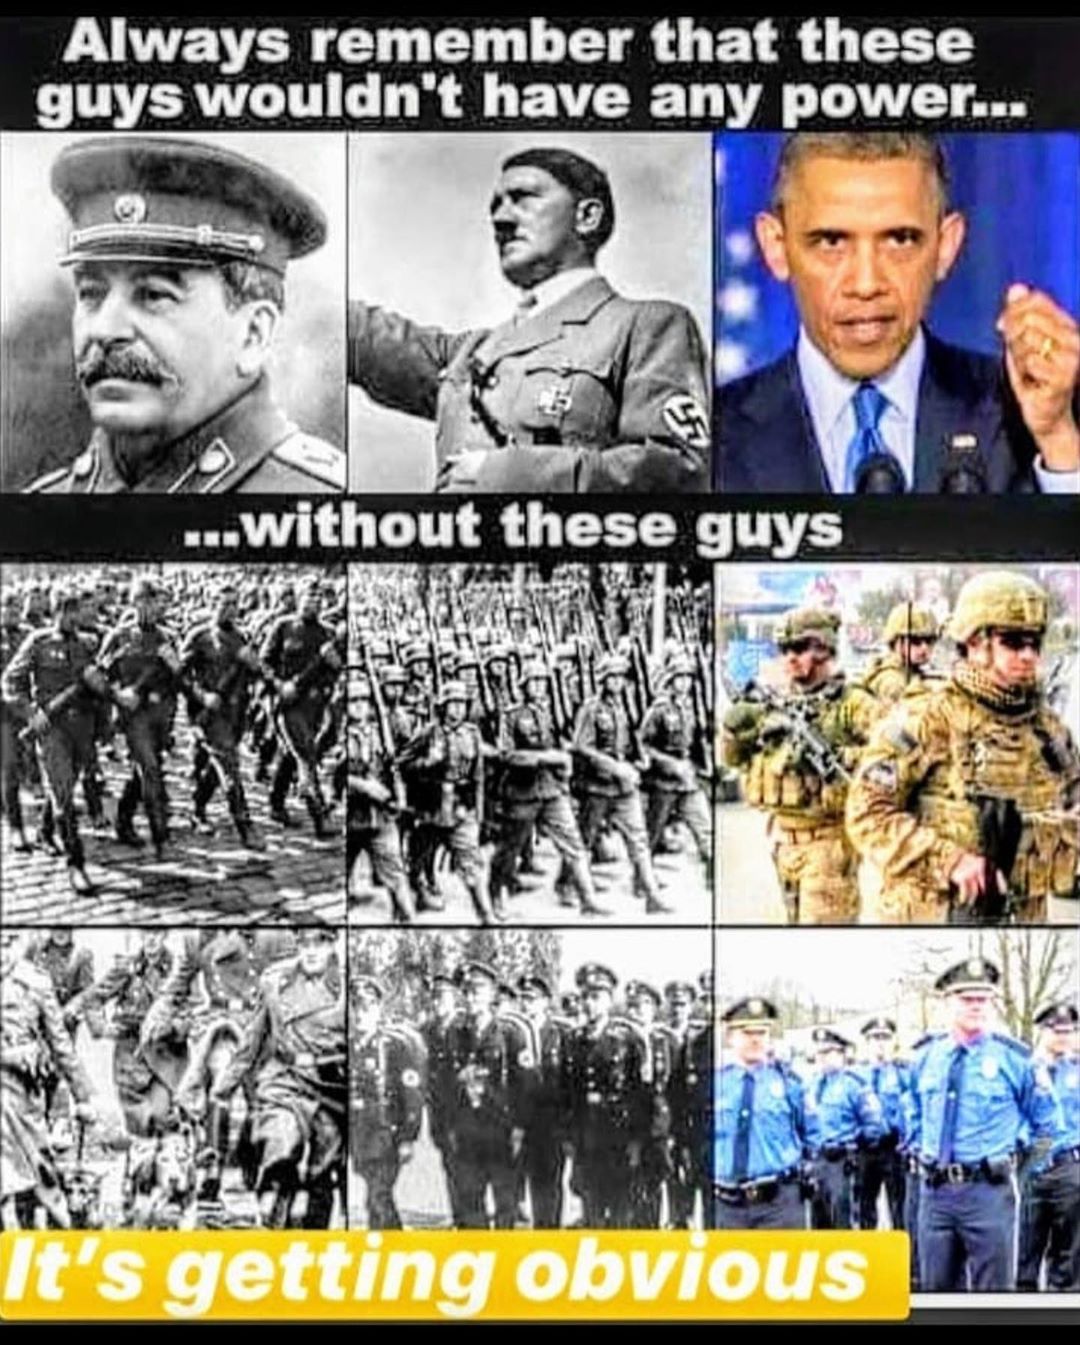 Always remember that these
guys wouldn't have any power...
...without these guys
It's getting obvious